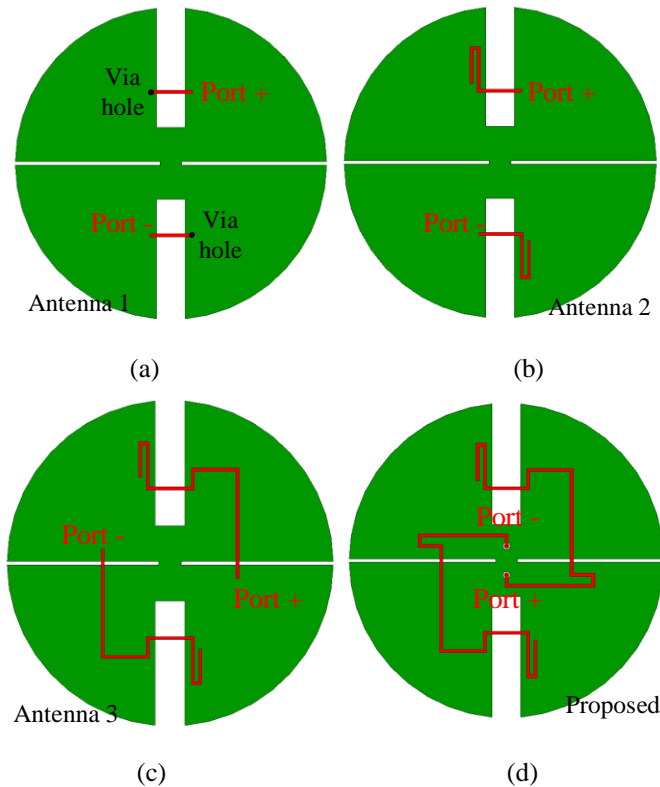 Via
hole
Port +
Port -
Via
hole
Antenna 1
(a)
Port +
Port -
Antenna 2
(b)
Port -
Port +
Antenna 3
(c)
Port -
Port +
Proposed
(d)